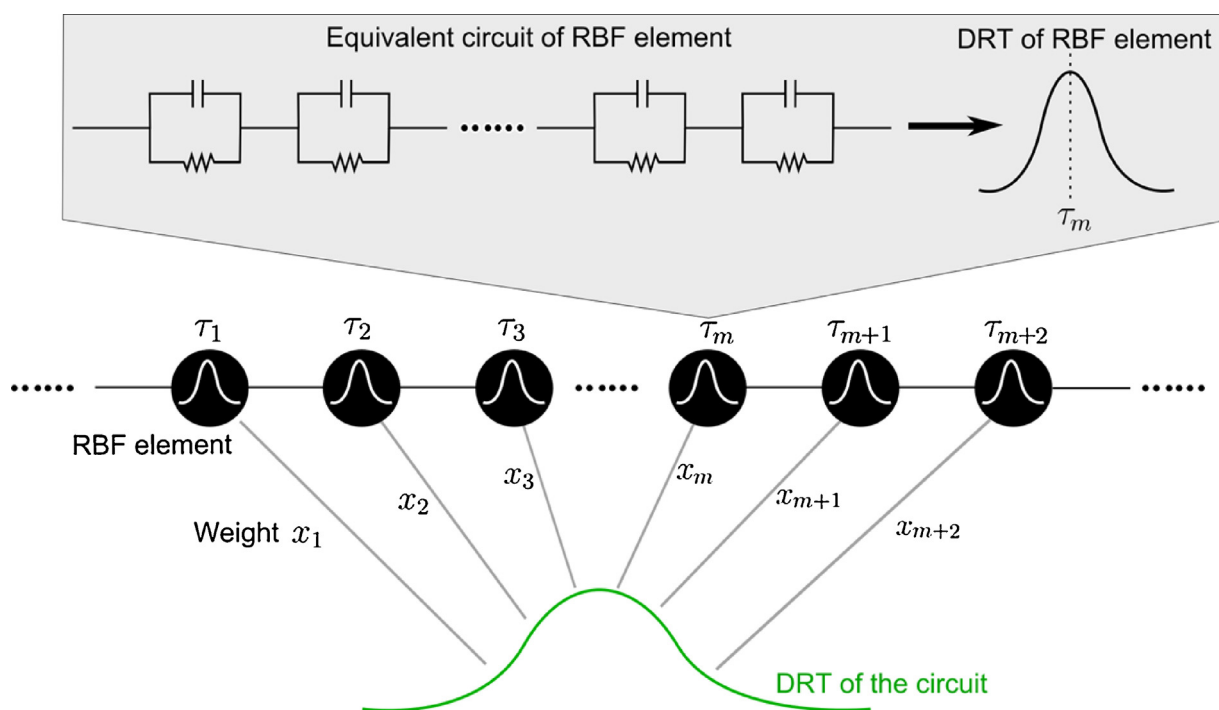 Equivalent circuit of RBF element
DRT of RBF element
τₘ
τ₁ τ₂ τ₃ τₘ τₘ₊₁ τₘ₊₂
RBF element
Weight x₁
x₂
x₃
xₘ
xₘ₊₁
xₘ₊₂
DRT of the circuit